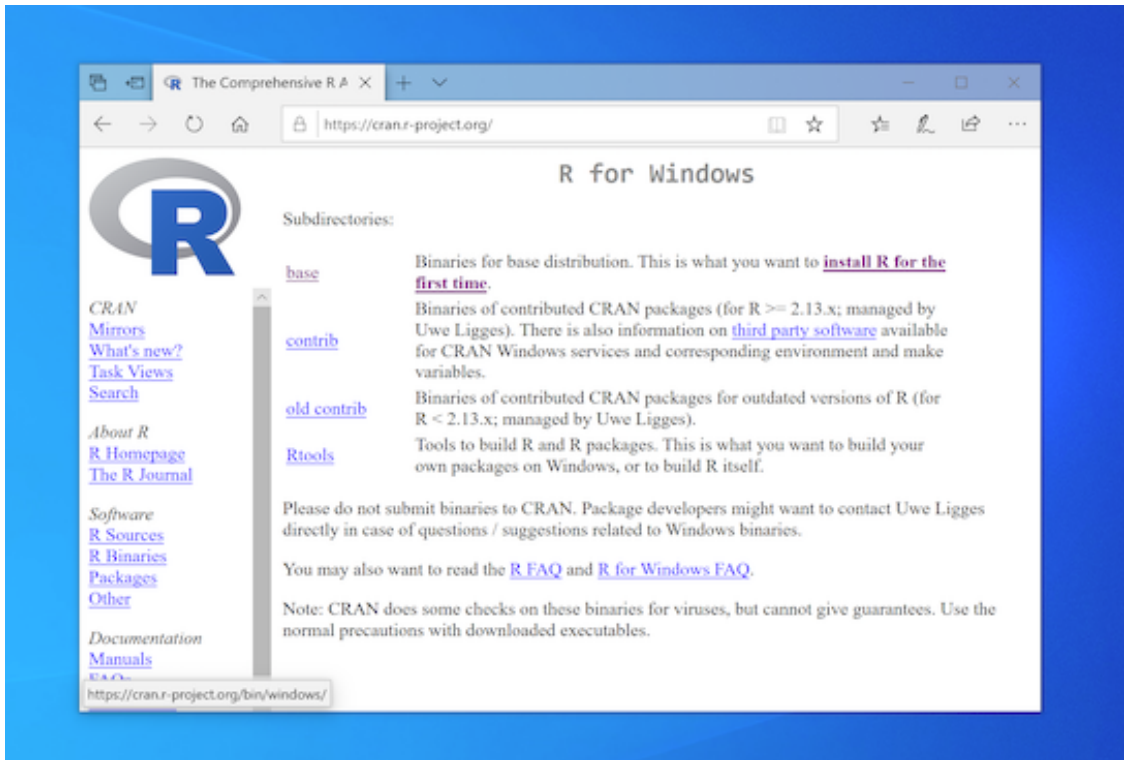 The Comprehensive R A
https://cran.r-project.org/
R
R for Windows
Subdirectories:
base
Binaries for base distribution. This is what you want to install R for the
first time.
contrib
Binaries of contributed CRAN packages (for R >= 2.13.x; managed by
Uwe Ligges). There is also information on third party software available
for CRAN Windows services and corresponding environment and make
variables.
old contrib
Binaries of contributed CRAN packages for outdated versions of R (for
R < 2.13.x; managed by Uwe Ligges).
Rtools
Tools to build R and R packages. This is what you want to build your
own packages on Windows, or to build R itself.
Please do not submit binaries to CRAN. Package developers might want to contact Uwe Ligges
directly in case of questions / suggestions related to Windows binaries.
You may also want to read the R FAQ and R for Windows FAQ.
Note: CRAN does some checks on these binaries for viruses, but cannot give guarantees. Use the
normal precautions with downloaded executables.
CRAN
Mirrors
What's new?
Task Views
Search
About R
R Homepage
The R Journal
Software
R Sources
R Binaries
Packages
Other
Documentation
Manuals
https://cran.r-project.org/bin/windows/